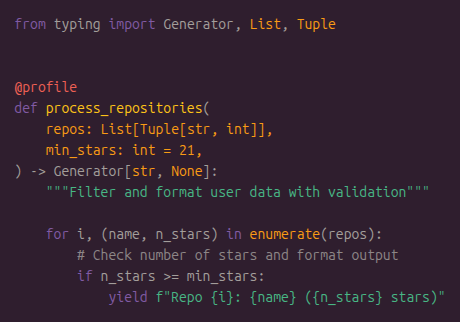 from typing import Generator, List, Tuple
@profile
def process_repositories(
repos: List[Tuple[str, int]],
min_stars: int = 21,
) -> Generator[str, None]:
"""Filter and format user data with validation"""
for i, (name, n_stars) in enumerate(repos):
# Check number of stars and format output
if n_stars >= min_stars:
yield f"Repo {i}: {name} ({n_stars} stars)"